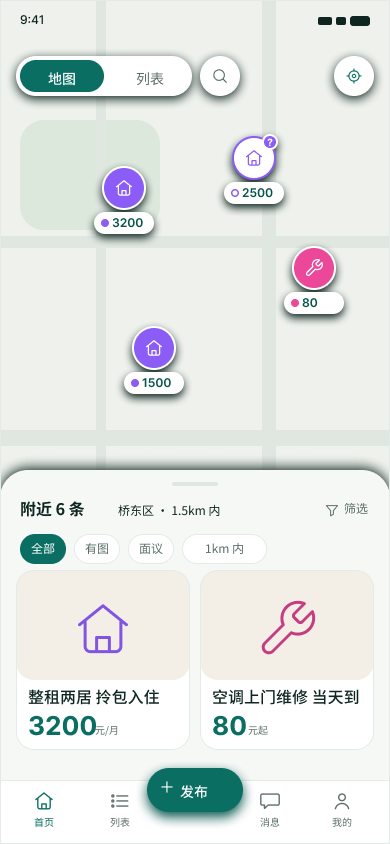 9:41
地图 列表
?
2500
3200
80
1500
附近 6 条 桥东区 · 1.5km 内 筛选
全部 有图 面议 1km 内
整租两居 拎包入住 空调上门维修 当天到
3200元/月 80元起
+ 发布
首页 列表 消息 我的